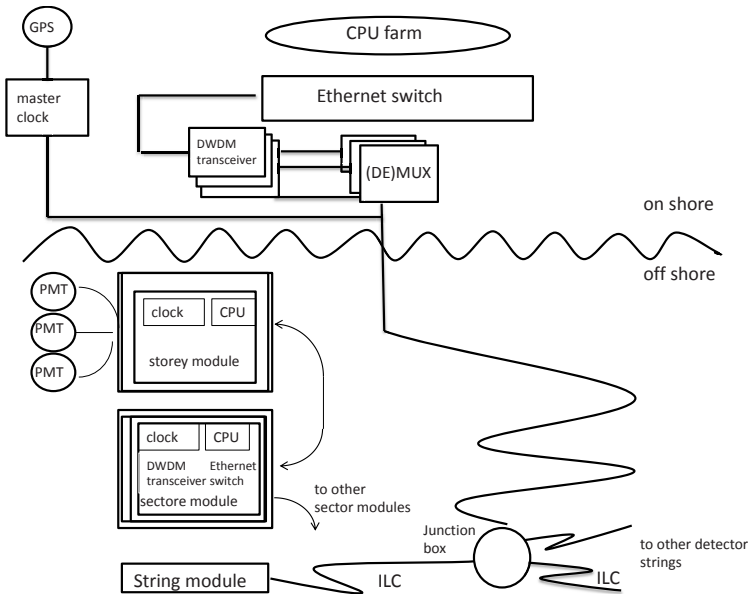 GPS
CPU farm
master
clock
Ethernet switch
DWDM
transceiver
(DE)MUX
on shore
off shore
PMT
PMT
PMT
clock
CPU
storey module
clock
CPU
DWDM Ethernet
transceiver switch
sectore module
to other
sector modules
Junction
box
to other detector
strings
String module
ILC
ILC